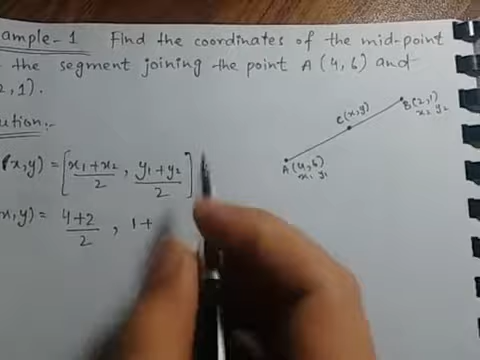 ample-1 Find the coordinates of the mid-point
the segment joining the point A (4,6) and
2,1).
ution:-
B(2,1)
x₂ y₂
C(x,y)
(x,y) = [x₁+x₂/2 , y₁+y₂/2]
A(4,6)
x₁ y₁
x,y) = 4+2/2 , 1+